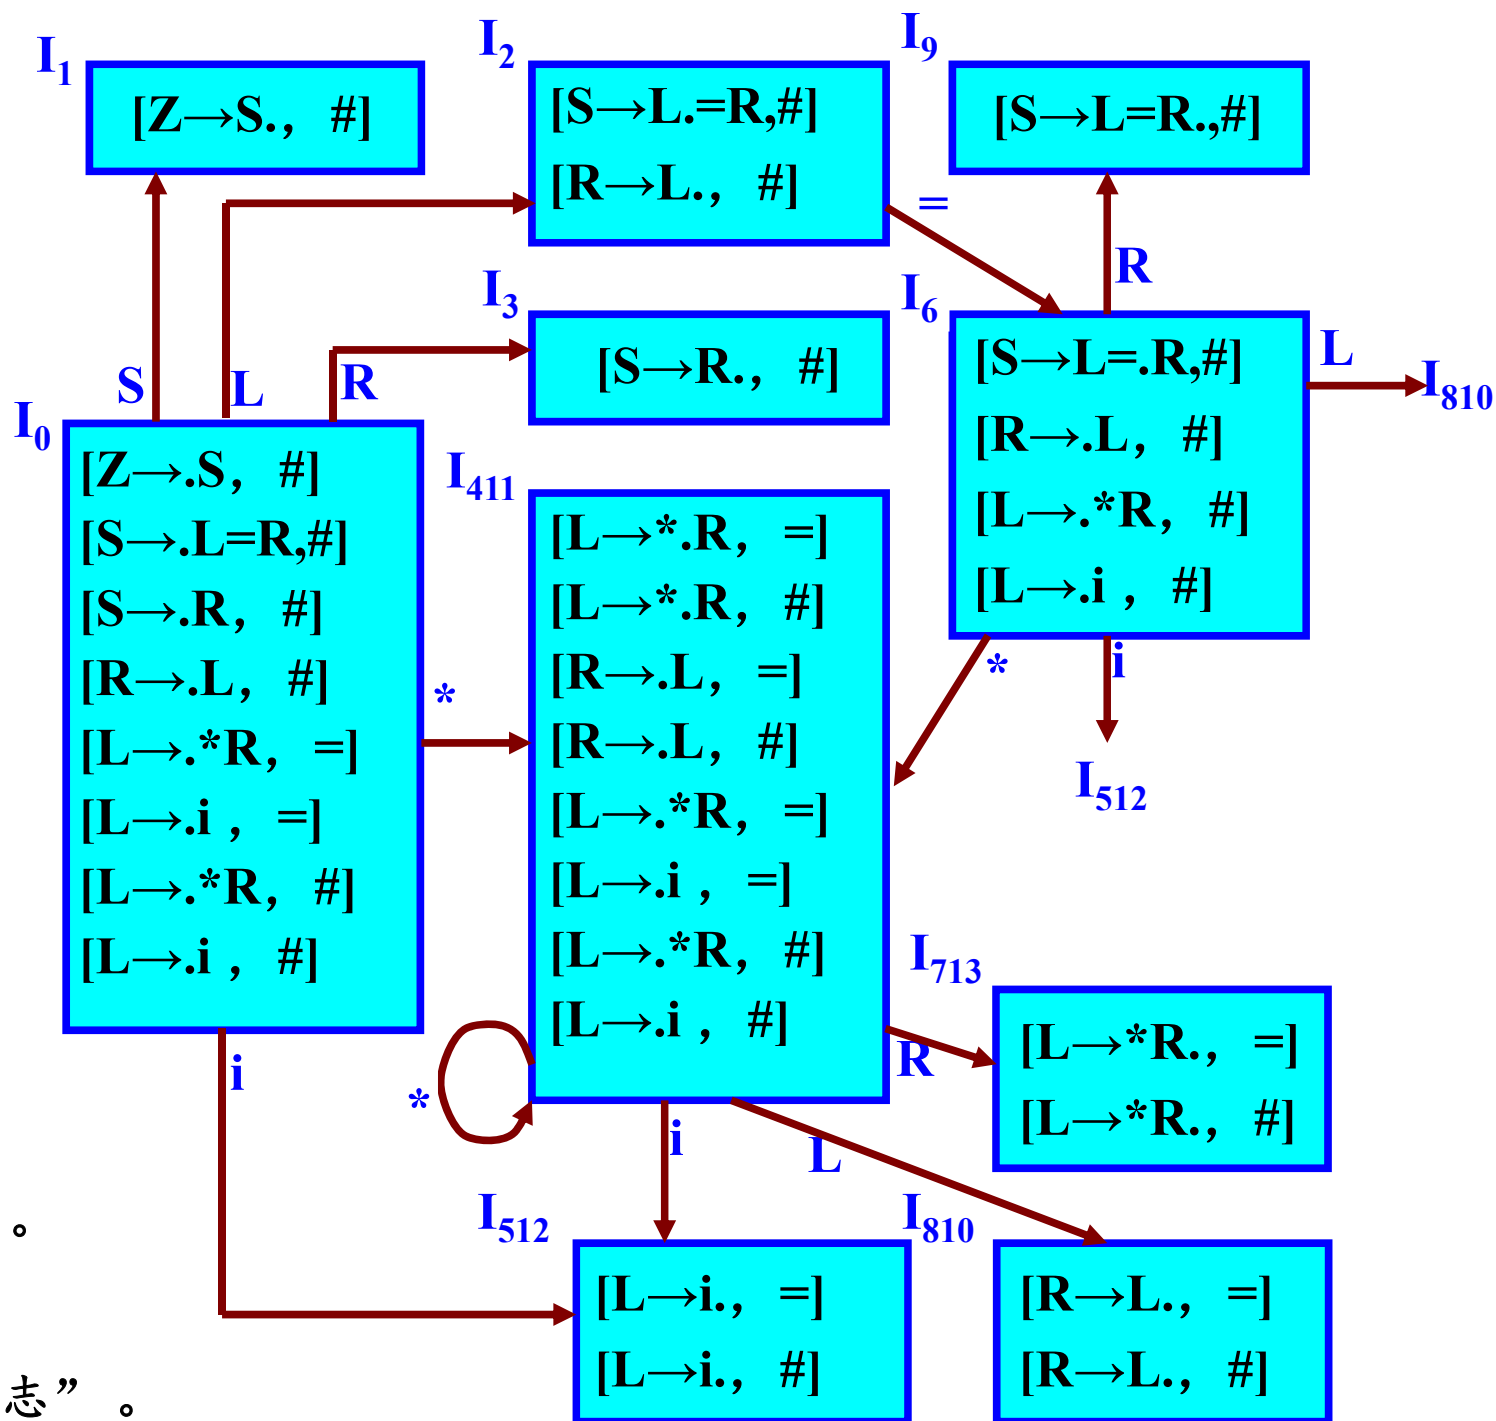 I1
[Z→S.， #]
I2
[S→L.=R,#]
[R→L.， #]
I9
[S→L=R.,#]
=
R
I3
[S→R.， #]
I6
[S→L=.R,#]
[R→.L， #]
[L→.*R， #]
[L→.i ， #]
L
I810
S
L
R
I0
[Z→.S， #]
[S→.L=R,#]
[S→.R， #]
[R→.L， #]
[L→.*R， =]
[L→.i ， =]
[L→.*R， #]
[L→.i ， #]
*
I411
[L→*.R， =]
[L→*.R， #]
[R→.L， =]
[R→.L， #]
[L→.*R， =]
[L→.i ， =]
[L→.*R， #]
[L→.i ， #]
*
i
I512
I713
[L→*R.， =]
[L→*R.， #]
R
i
*
i
L
I512
[L→i.， =]
[L→i.， #]
I810
[R→L.， =]
[R→L.， #]
。
志”。